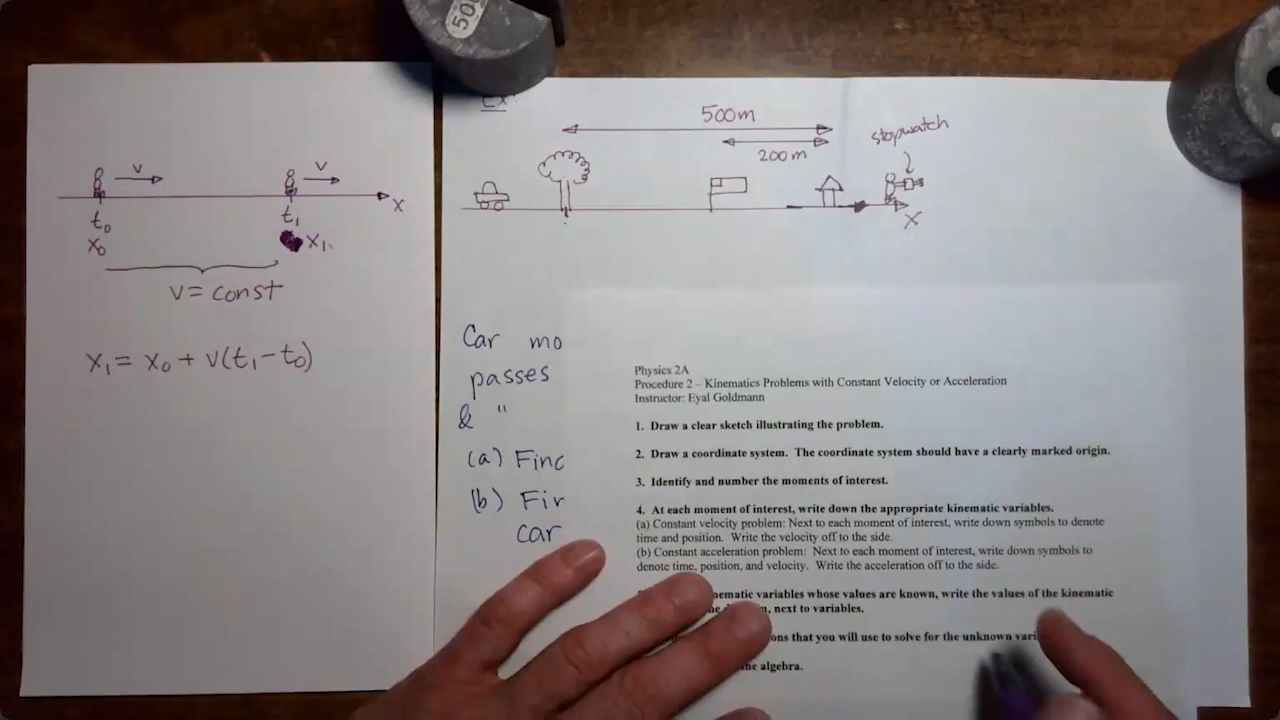 50
v
v
x
t₀
t₁
x₀
x₁.
v = const
x₁ = x₀ + v(t₁ - t₀)
Ex
500m
200m
stopwatch
x
Car mo
passes
& "
(a) Finc
(b) Fir
car
Physics 2A
Procedure 2 – Kinematics Problems with Constant Velocity or Acceleration
Instructor: Eyal Goldmann
1. Draw a clear sketch illustrating the problem.
2. Draw a coordinate system. The coordinate system should have a clearly marked origin.
3. Identify and number the moments of interest.
4. At each moment of interest, write down the appropriate kinematic variables.
(a) Constant velocity problem: Next to each moment of interest, write down symbols to denote
time and position. Write the velocity off to the side.
(b) Constant acceleration problem: Next to each moment of interest, write down symbols to
denote time, position, and velocity. Write the acceleration off to the side.
nematic variables whose values are known, write the values of the kinematic
, next to variables.
ons that you will use to solve for the unknown vari
he algebra.